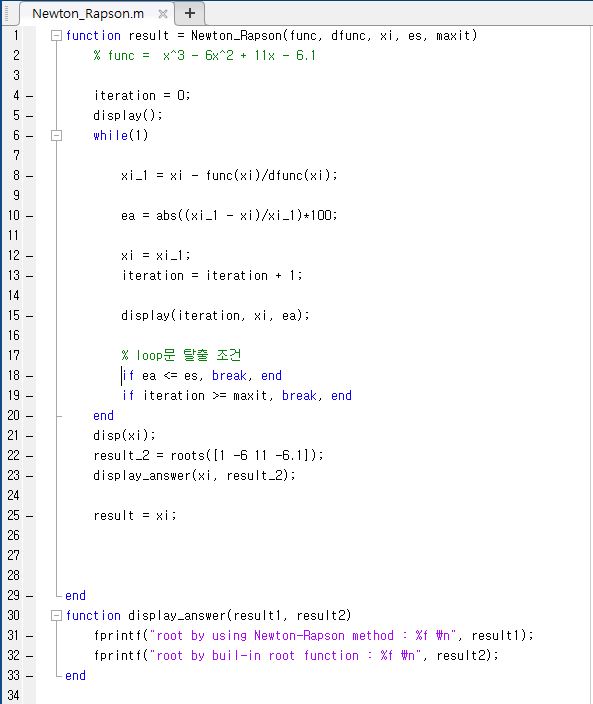 Newton_Rapson.m × +
1 function result = Newton_Rapson(func, dfunc, xi, es, maxit)
2 % func =  x^3 - 6x^2 + 11x - 6.1
3
4 – iteration = 0;
5 – display();
6 – while(1)
7
8 – xi_1 = xi - func(xi)/dfunc(xi);
9
10 – ea = abs((xi_1 - xi)/xi_1)*100;
11
12 – xi = xi_1;
13 – iteration = iteration + 1;
14
15 – display(iteration, xi, ea);
16
17 % loop문 탈출 조건
18 – if ea <= es, break, end
19 – if iteration >= maxit, break, end
20 – end
21 – disp(xi);
22 – result_2 = roots([1 -6 11 -6.1]);
23 – display_answer(xi, result_2);
24
25 – result = xi;
26
27
28
29 – end
30 function display_answer(result1, result2)
31 – fprintf("root by using Newton-Rapson method : %f ₩n", result1);
32 – fprintf("root by buil-in root function : %f ₩n", result2);
33 – end
34